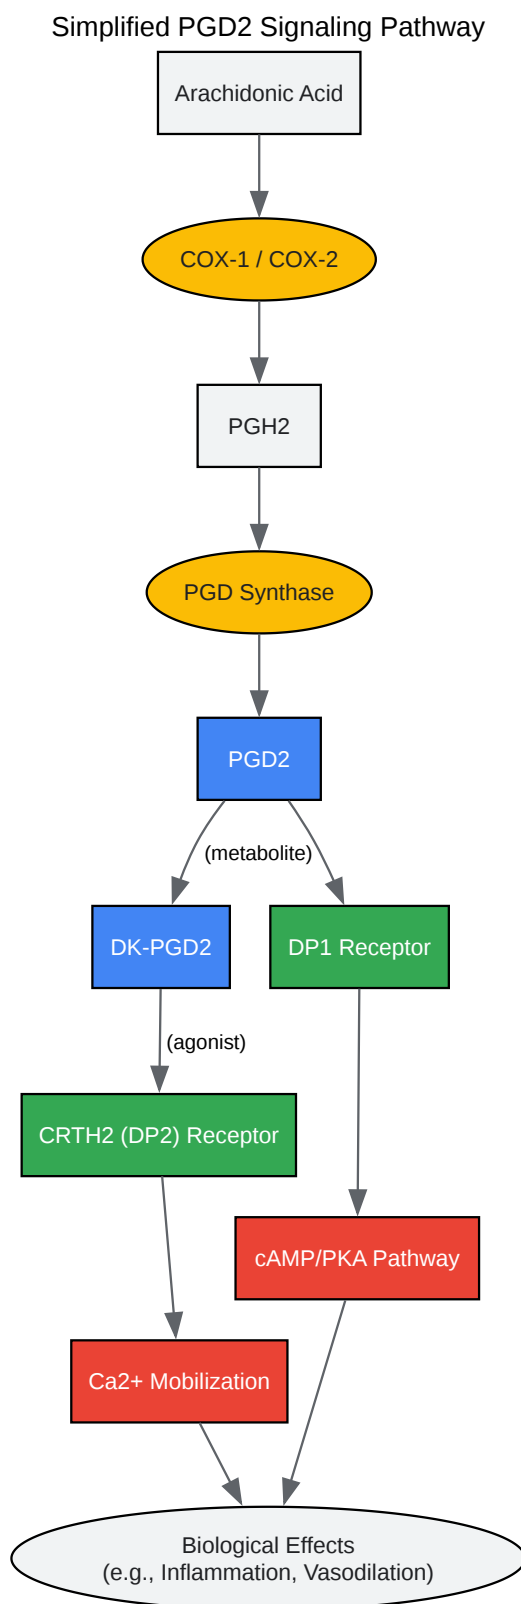 Simplified PGD2 Signaling Pathway
Arachidonic Acid
COX-1 / COX-2
PGH2
PGD Synthase
PGD2
(metabolite)
DK-PGD2
DP1 Receptor
(agonist)
CRTH2 (DP2) Receptor
cAMP/PKA Pathway
Ca2+ Mobilization
Biological Effects
(e.g., Inflammation, Vasodilation)